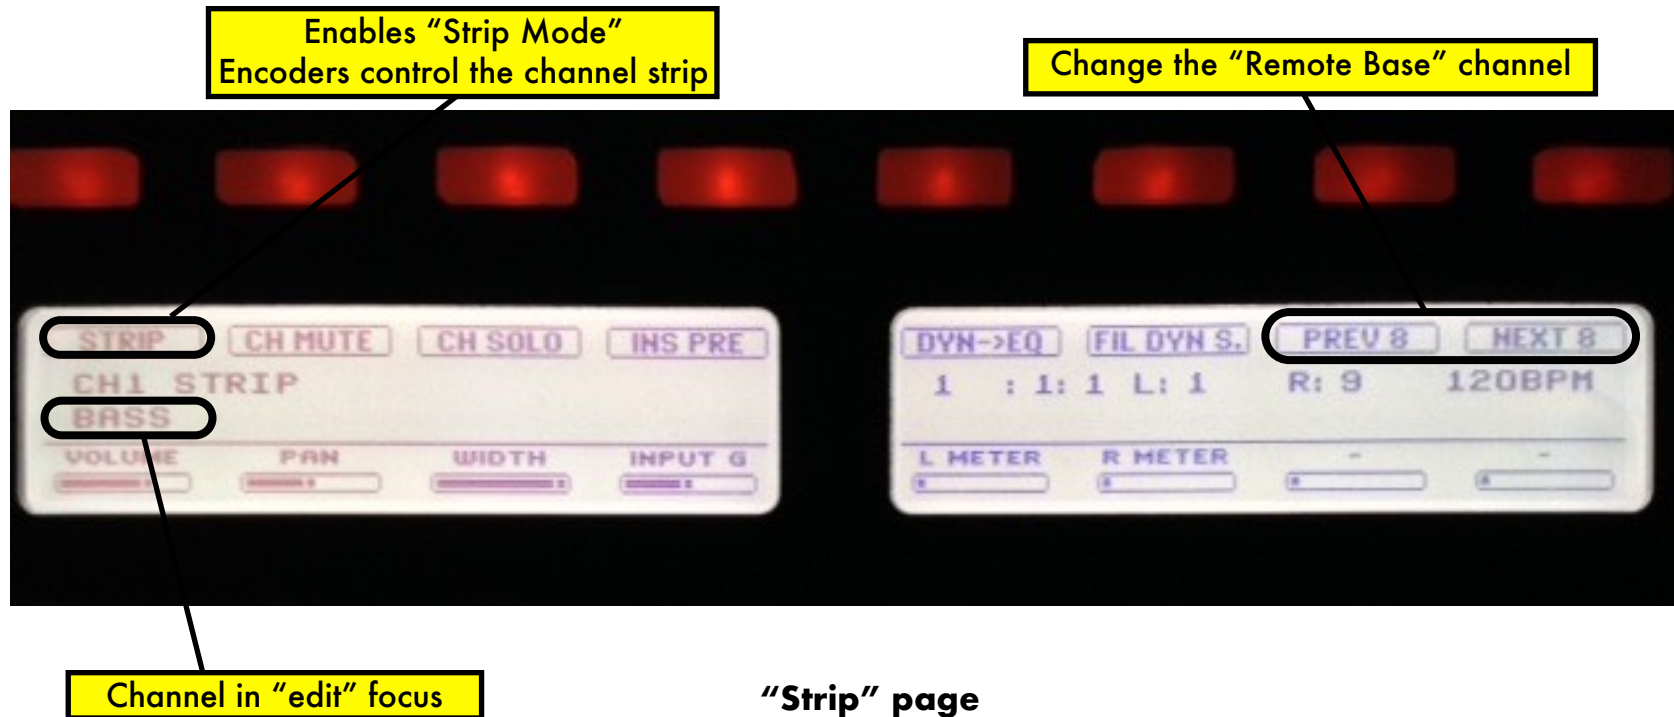 Enables “Strip Mode”
Encoders control the channel strip
Change the “Remote Base” channel
STRIP CH MUTE CH SOLO INS PRE
CH1 STRIP
BASS
VOLUME PAN WIDTH INPUT G
DYN->EQ FIL DYN S. PREV 8 NEXT 8
1 : 1: 1 L: 1 R: 9 120BPM
L METER R METER - -
Channel in “edit” focus
“Strip” page